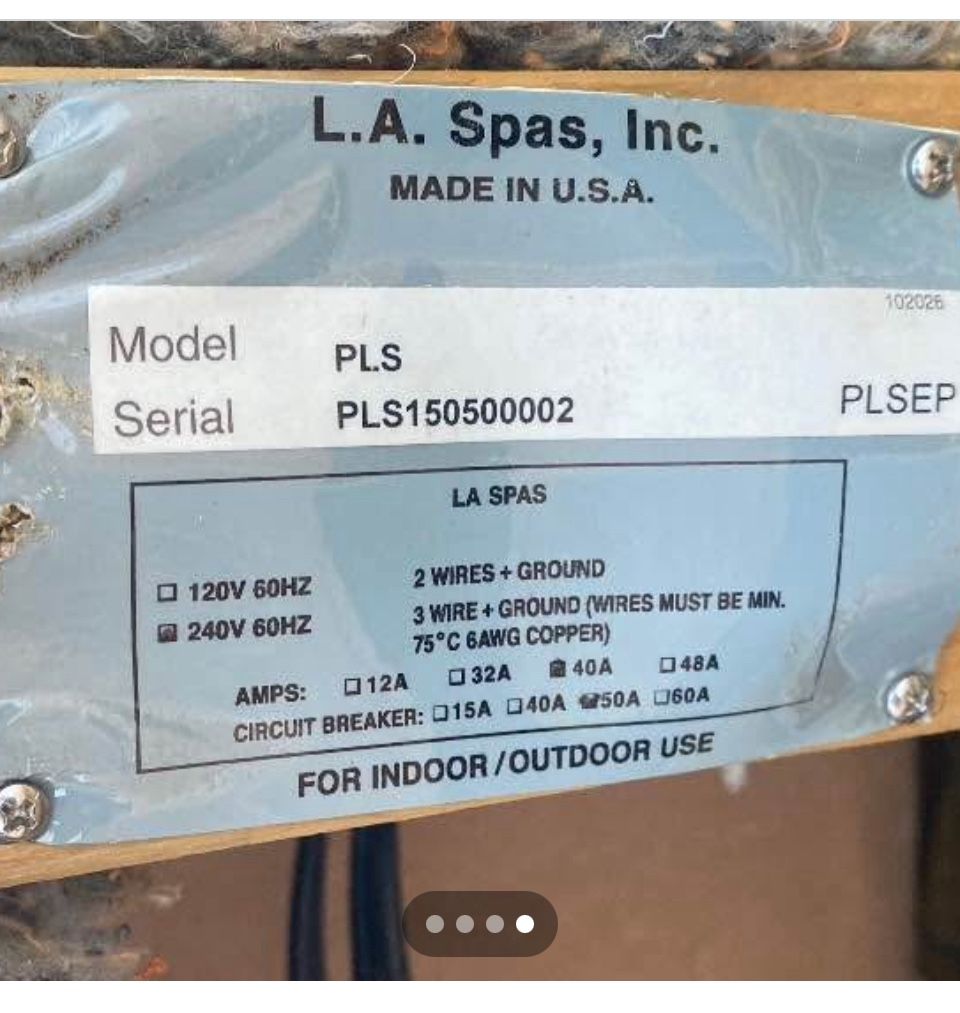 L.A. Spas, Inc.
MADE IN U.S.A.
102026
Model PLS
Serial PLS150500002 PLSEP
LA SPAS
☐ 120V 60HZ 2 WIRES + GROUND
☒ 240V 60HZ 3 WIRE + GROUND (WIRES MUST BE MIN.
75°C 6AWG COPPER)
AMPS: ☐ 12A ☐ 32A ☒ 40A ☐ 48A
CIRCUIT BREAKER: ☐ 15A ☐ 40A ☒ 50A ☐ 60A
FOR INDOOR / OUTDOOR USE